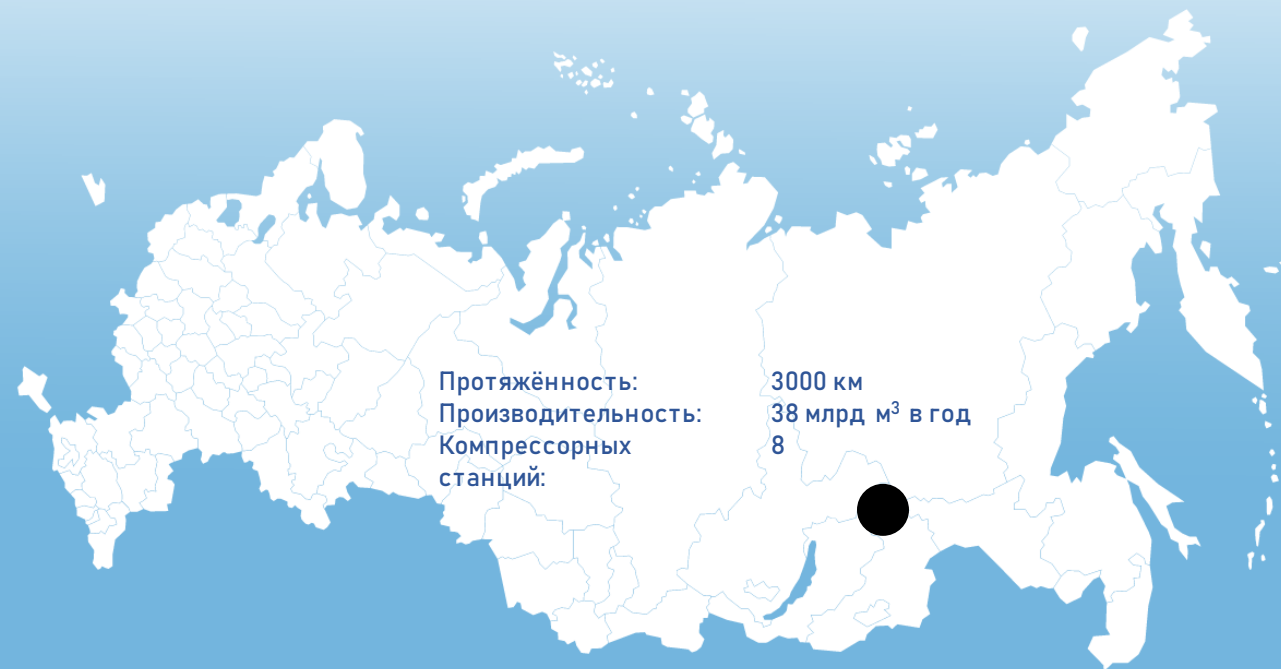 Протяжённость: 3000 км
Производительность: 38 млрд м³ в год
Компрессорных 8
станций: